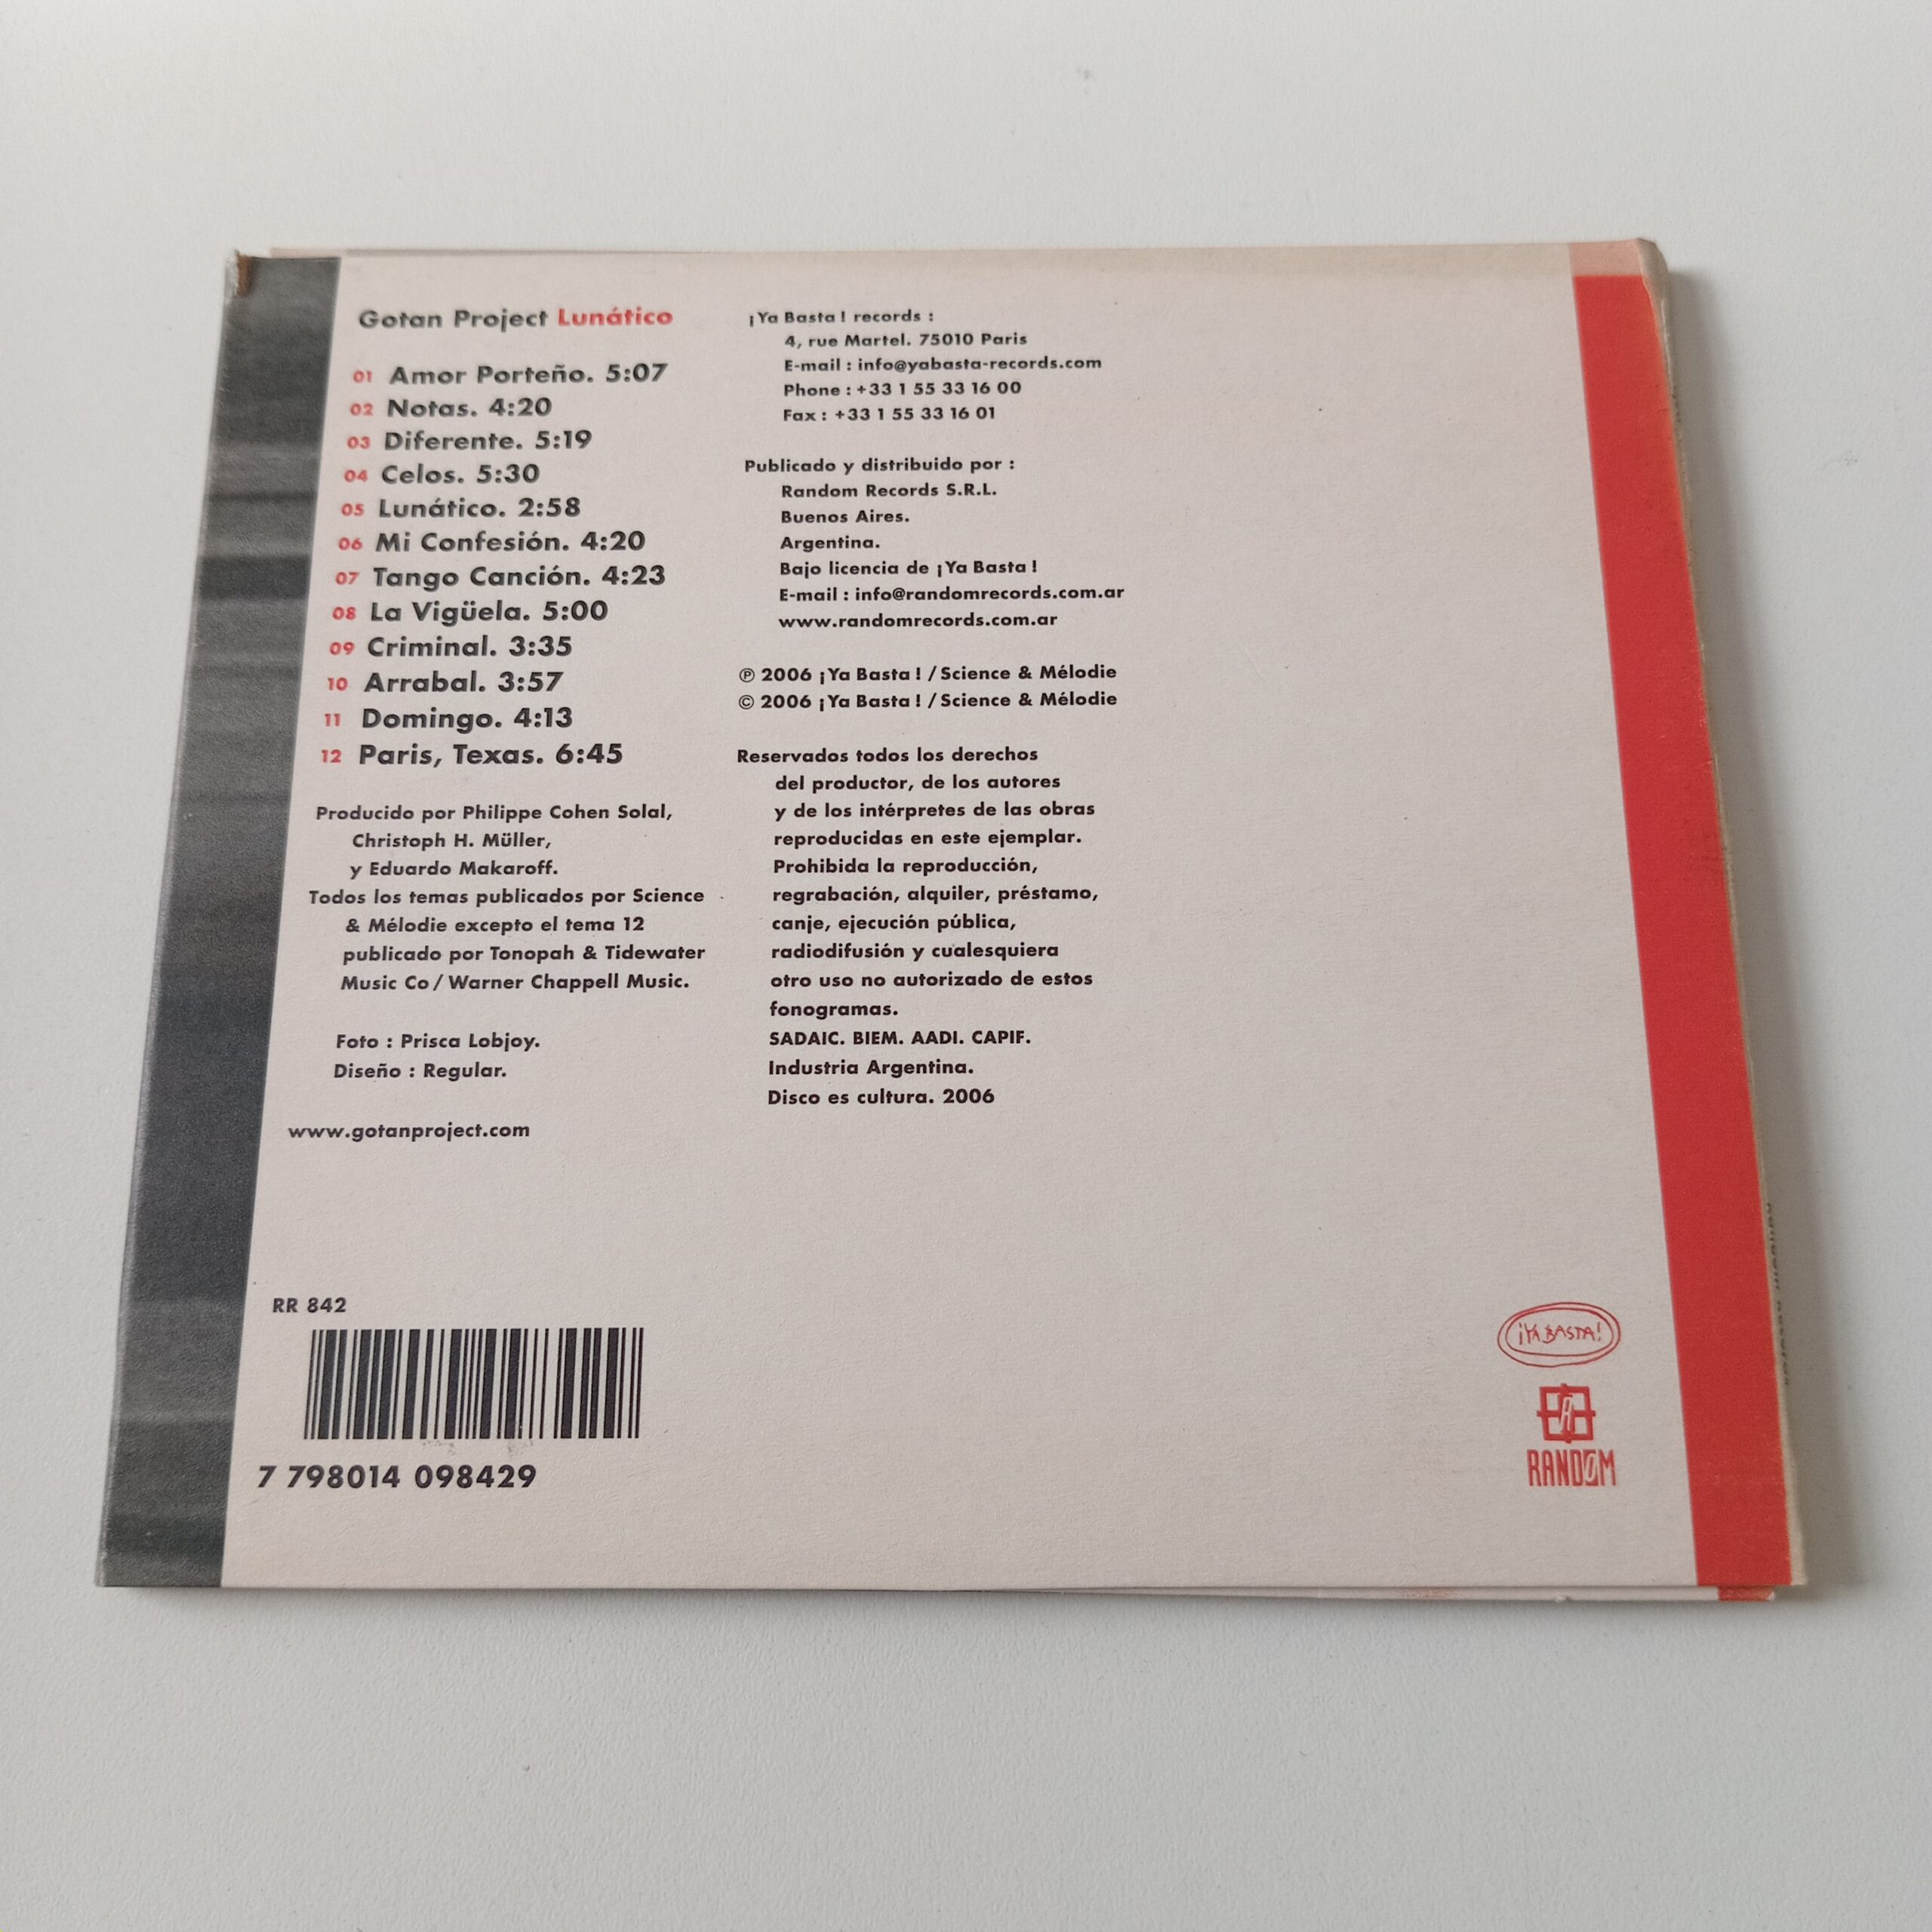 Gotan Project Lunático
01 Amor Porteño. 5:07
02 Notas. 4:20
03 Diferente. 5:19
04 Celos. 5:30
05 Lunático. 2:58
06 Mi Confesión. 4:20
07 Tango Canción. 4:23
08 La Vigüela. 5:00
09 Criminal. 3:35
10 Arrabal. 3:57
11 Domingo. 4:13
12 Paris, Texas. 6:45
Producido por Philippe Cohen Solal,
Christoph H. Müller,
y Eduardo Makaroff.
Todos los temas publicados por Science
& Mélodie excepto el tema 12
publicado por Tonopah & Tidewater
Music Co / Warner Chappell Music.
Foto : Prisca Lobjoy.
Diseño : Regular.
www.gotanproject.com
RR 842
7 798014 098429
¡Ya Basta ! records :
4, rue Martel. 75010 Paris
E-mail : info@yabasta-records.com
Phone : +33 1 55 33 16 00
Fax : +33 1 55 33 16 01
Publicado y distribuido por :
Random Records S.R.L.
Buenos Aires.
Argentina.
Bajo licencia de ¡Ya Basta !
E-mail : info@randomrecords.com.ar
www.randomrecords.com.ar
℗ 2006 ¡Ya Basta ! / Science & Mélodie
© 2006 ¡Ya Basta ! / Science & Mélodie
Reservados todos los derechos
del productor, de los autores
y de los intérpretes de las obras
reproducidas en este ejemplar.
Prohibida la reproducción,
regrabación, alquiler, préstamo,
canje, ejecución pública,
radiodifusión y cualesquiera
otro uso no autorizado de estos
fonogramas.
SADAIC. BIEM. AADI. CAPIF.
Industria Argentina.
Disco es cultura. 2006
¡YA BASTA!
RANDØM